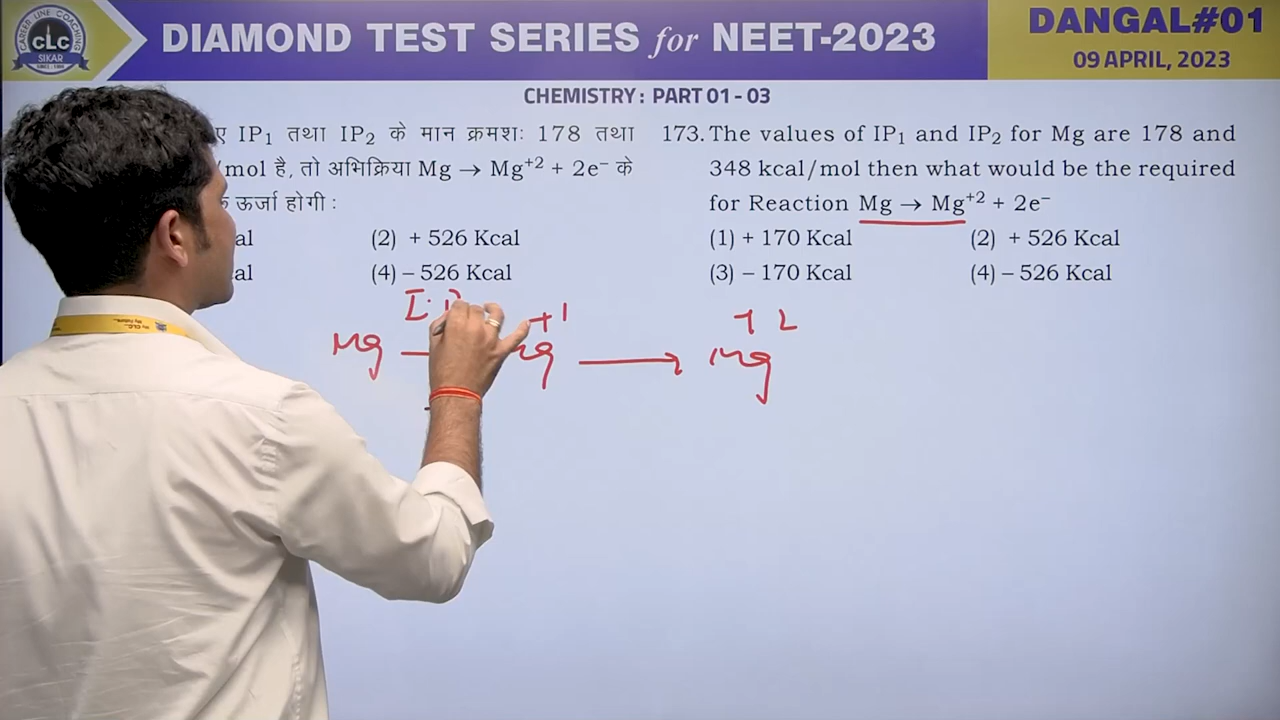 CAREER LINE COACHING
CLC
SIKAR
DIAMOND TEST SERIES for NEET-2023
DANGAL#01
09 APRIL, 2023
CHEMISTRY: PART 01 - 03
ए IP₁ तथा IP₂ के मान क्रमशः 178 तथा
/mol है, तो अभिक्रिया Mg → Mg⁺² + 2e⁻ के
ऊर्जा होगी :
al (2) + 526 Kcal
al (4) – 526 Kcal
173. The values of IP₁ and IP₂ for Mg are 178 and
348 kcal/mol then what would be the required
for Reaction Mg → Mg⁺² + 2e⁻
(1) + 170 Kcal (2) + 526 Kcal
(3) – 170 Kcal (4) – 526 Kcal
I.P
Mg — Mg⁺¹ → Mg⁺²